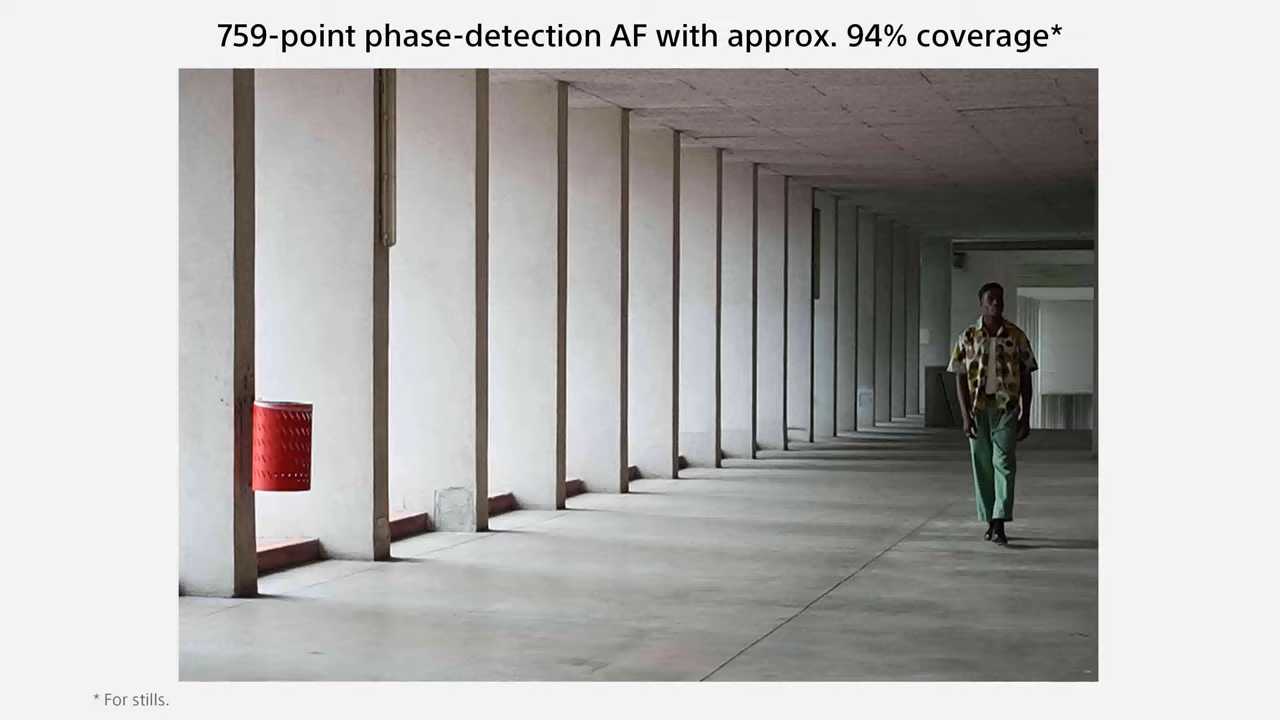 759-point phase-detection AF with approx. 94% coverage*
* For stills.